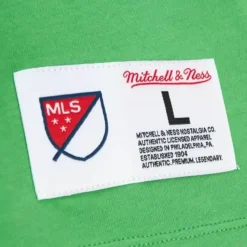 MLS
Mitchell & Ness
L
MITCHELL & NESS NOSTALGIA CO.
AUTHENTIC LICENSED APPAREL
DESIGNED IN PHILADELPHIA, PA.
ESTABLISHED 1904
AUTHENTIC, PREMIUM, LEGENDARY.